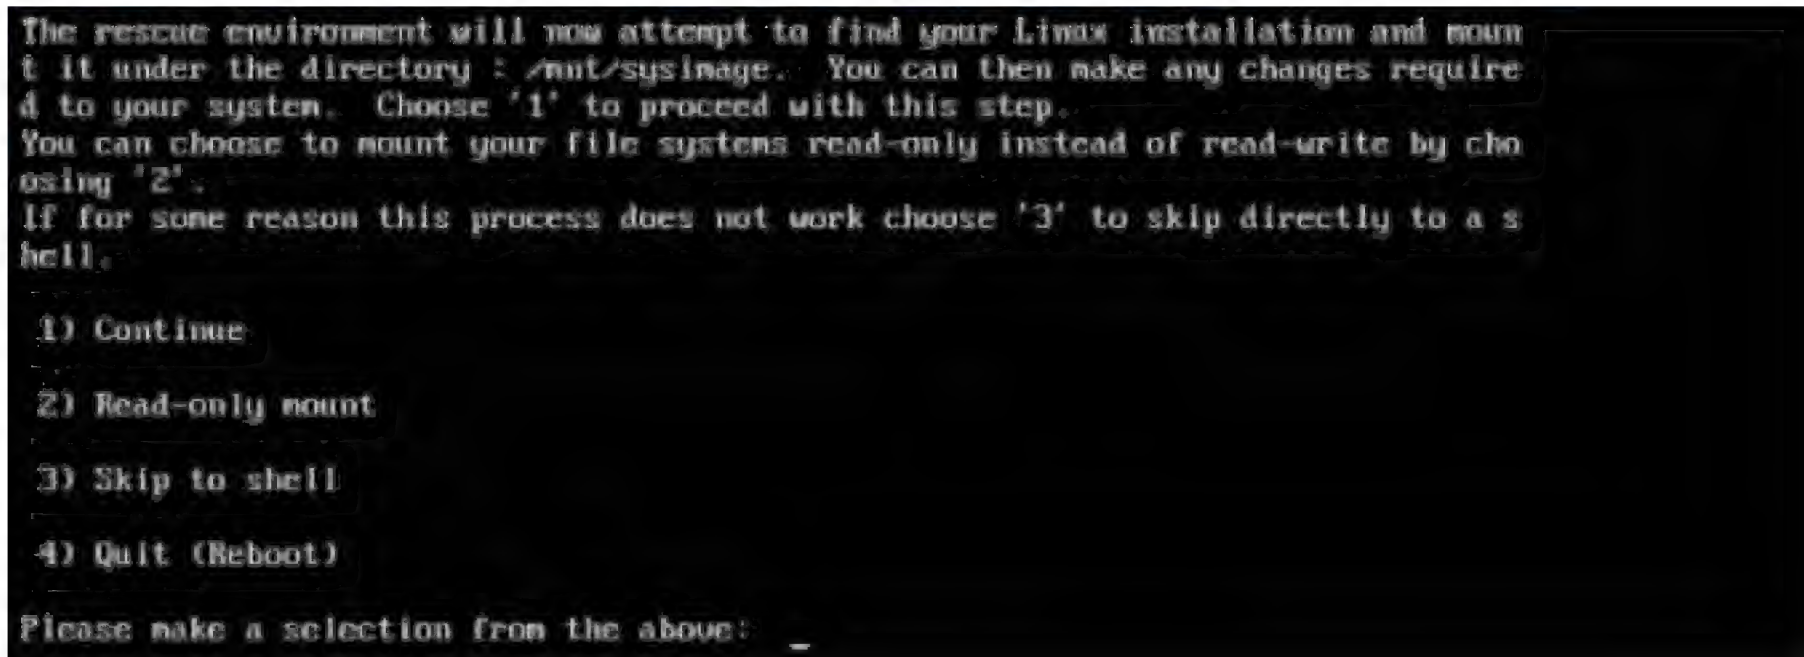 The rescue environment will now attempt to find your Linux installation and moun
t it under the directory : /mnt/sysimage.  You can then make any changes require
d to your system.  Choose '1' to proceed with this step.
You can choose to mount your file systems read-only instead of read-write by cho
osing '2'.
If for some reason this process does not work choose '3' to skip directly to a s
hell.
1) Continue
2) Read-only mount
3) Skip to shell
4) Quit (Reboot)
Please make a selection from the above:  _